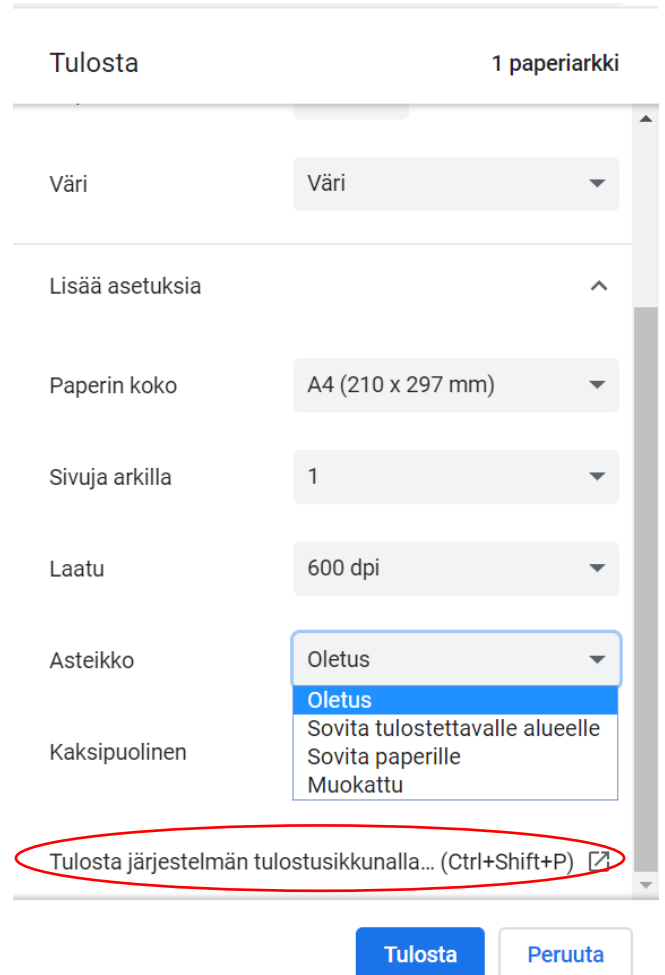 Tulosta 1 paperiarkki
Väri Väri
Lisää asetuksia
Paperin koko A4 (210 x 297 mm)
Sivuja arkilla 1
Laatu 600 dpi
Asteikko Oletus
Oletus
Sovita tulostettavalle alueelle
Kaksipuolinen Sovita paperille
Muokattu
Tulosta järjestelmän tulostusikkunalla... (Ctrl+Shift+P)
Tulosta Peruuta